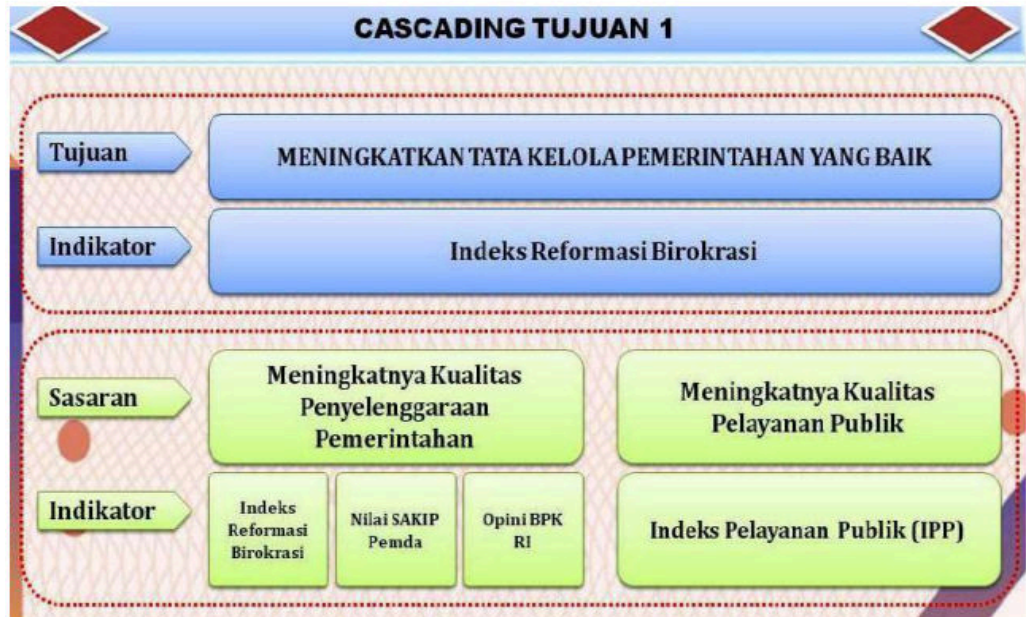 CASCADING TUJUAN 1
Tujuan
MENINGKATKAN TATA KELOLA PEMERINTAHAN YANG BAIK
Indikator
Indeks Reformasi Birokrasi
Sasaran
Meningkatnya Kualitas
Penyelenggaraan
Pemerintahan
Meningkatnya Kualitas
Pelayanan Publik
Indikator
Indeks
Reformasi
Birokrasi
Nilai SAKIP
Pemda
Opini BPK
RI
Indeks Pelayanan Publik (IPP)